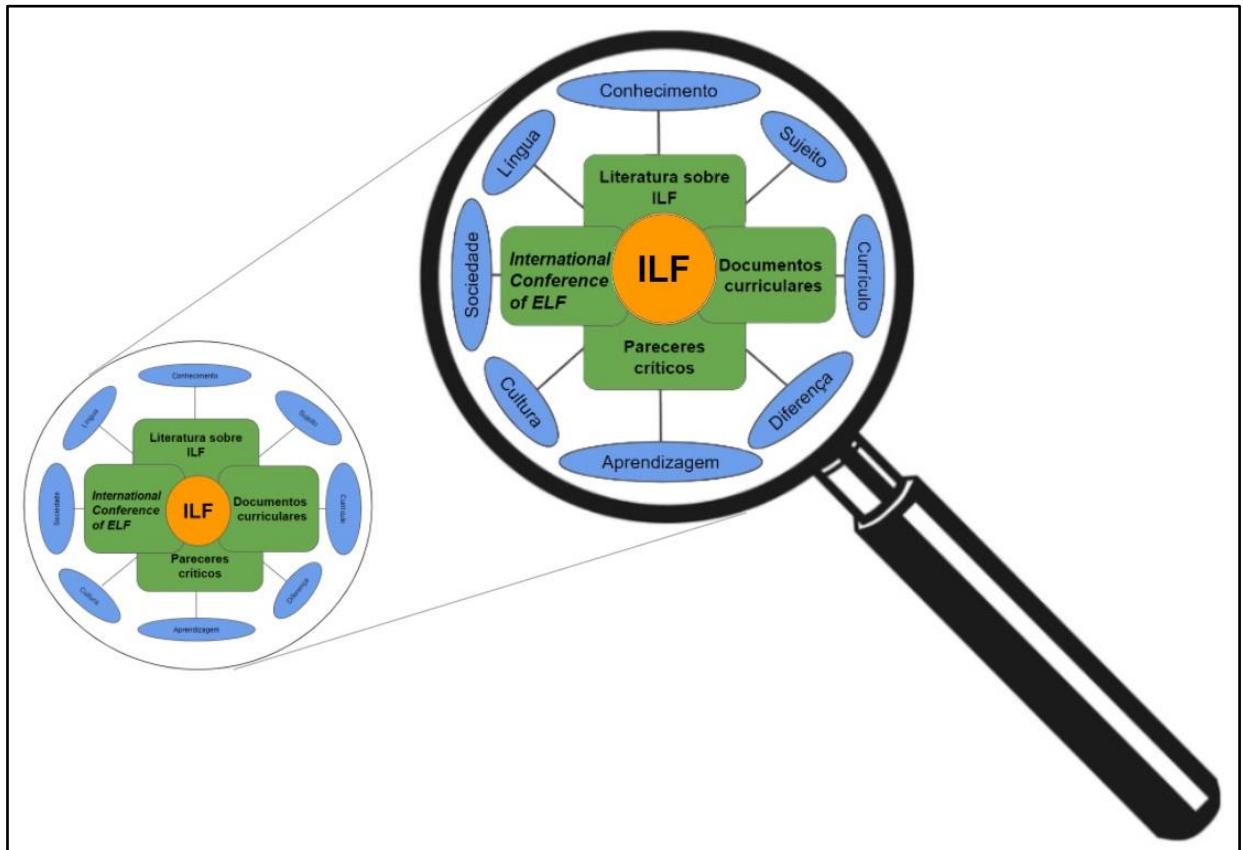 Conhecimento
Língua
Sujeito
Literatura sobre
ILF
Sociedade
International
Conference
of ELF
ILF
Documentos
curriculares
Currículo
Pareceres
críticos
Cultura
Diferença
Aprendizagem
Conhecimento
Língua
Sujeito
Literatura sobre
ILF
Sociedade
International
Conference
of ELF
ILF
Documentos
curriculares
Currículo
Pareceres
críticos
Cultura
Diferença
Aprendizagem